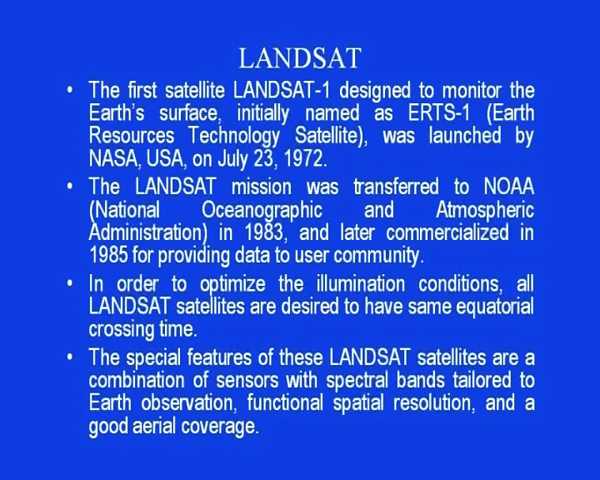 LANDSAT
• The first satellite LANDSAT-1 designed to monitor the
Earth's surface, initially named as ERTS-1 (Earth
Resources Technology Satellite), was launched by
NASA, USA, on July 23, 1972.
• The LANDSAT mission was transferred to NOAA
(National Oceanographic and Atmospheric
Administration) in 1983, and later commercialized in
1985 for providing data to user community.
• In order to optimize the illumination conditions, all
LANDSAT satellites are desired to have same equatorial
crossing time.
• The special features of these LANDSAT satellites are a
combination of sensors with spectral bands tailored to
Earth observation, functional spatial resolution, and a
good aerial coverage.